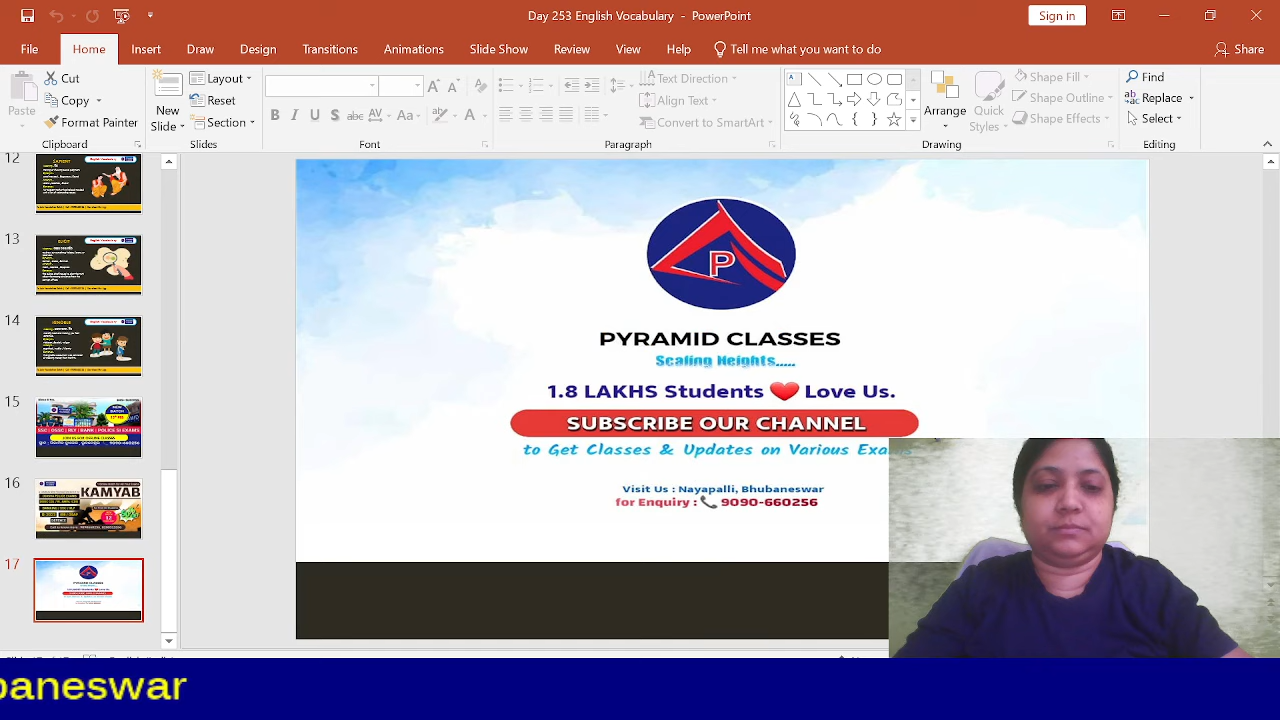 Day 253 English Vocabulary - PowerPoint
Sign in
File Home Insert Draw Design Transitions Animations Slide Show Review View Help Tell me what you want to do Share
Paste
Cut
Copy
Format Painter
Clipboard
New Slide
Layout
Reset
Section
Slides
B I U S abc AV Aa A
Font
Text Direction
Align Text
Convert to SmartArt
Paragraph
Arrange
Quick Styles
Shape Fill
Shape Outline
Shape Effects
Drawing
Find
Replace
Select
Editing
12
13
14
15
16
KAMYAB
17
P
PYRAMID CLASSES
Scaling Heights.....
1.8 LAKHS Students ❤ Love Us.
SUBSCRIBE OUR CHANNEL
to Get Classes & Updates on Various Exams
Visit Us : Nayapalli, Bhubaneswar
for Enquiry : 📞 9090-660256
baneswar